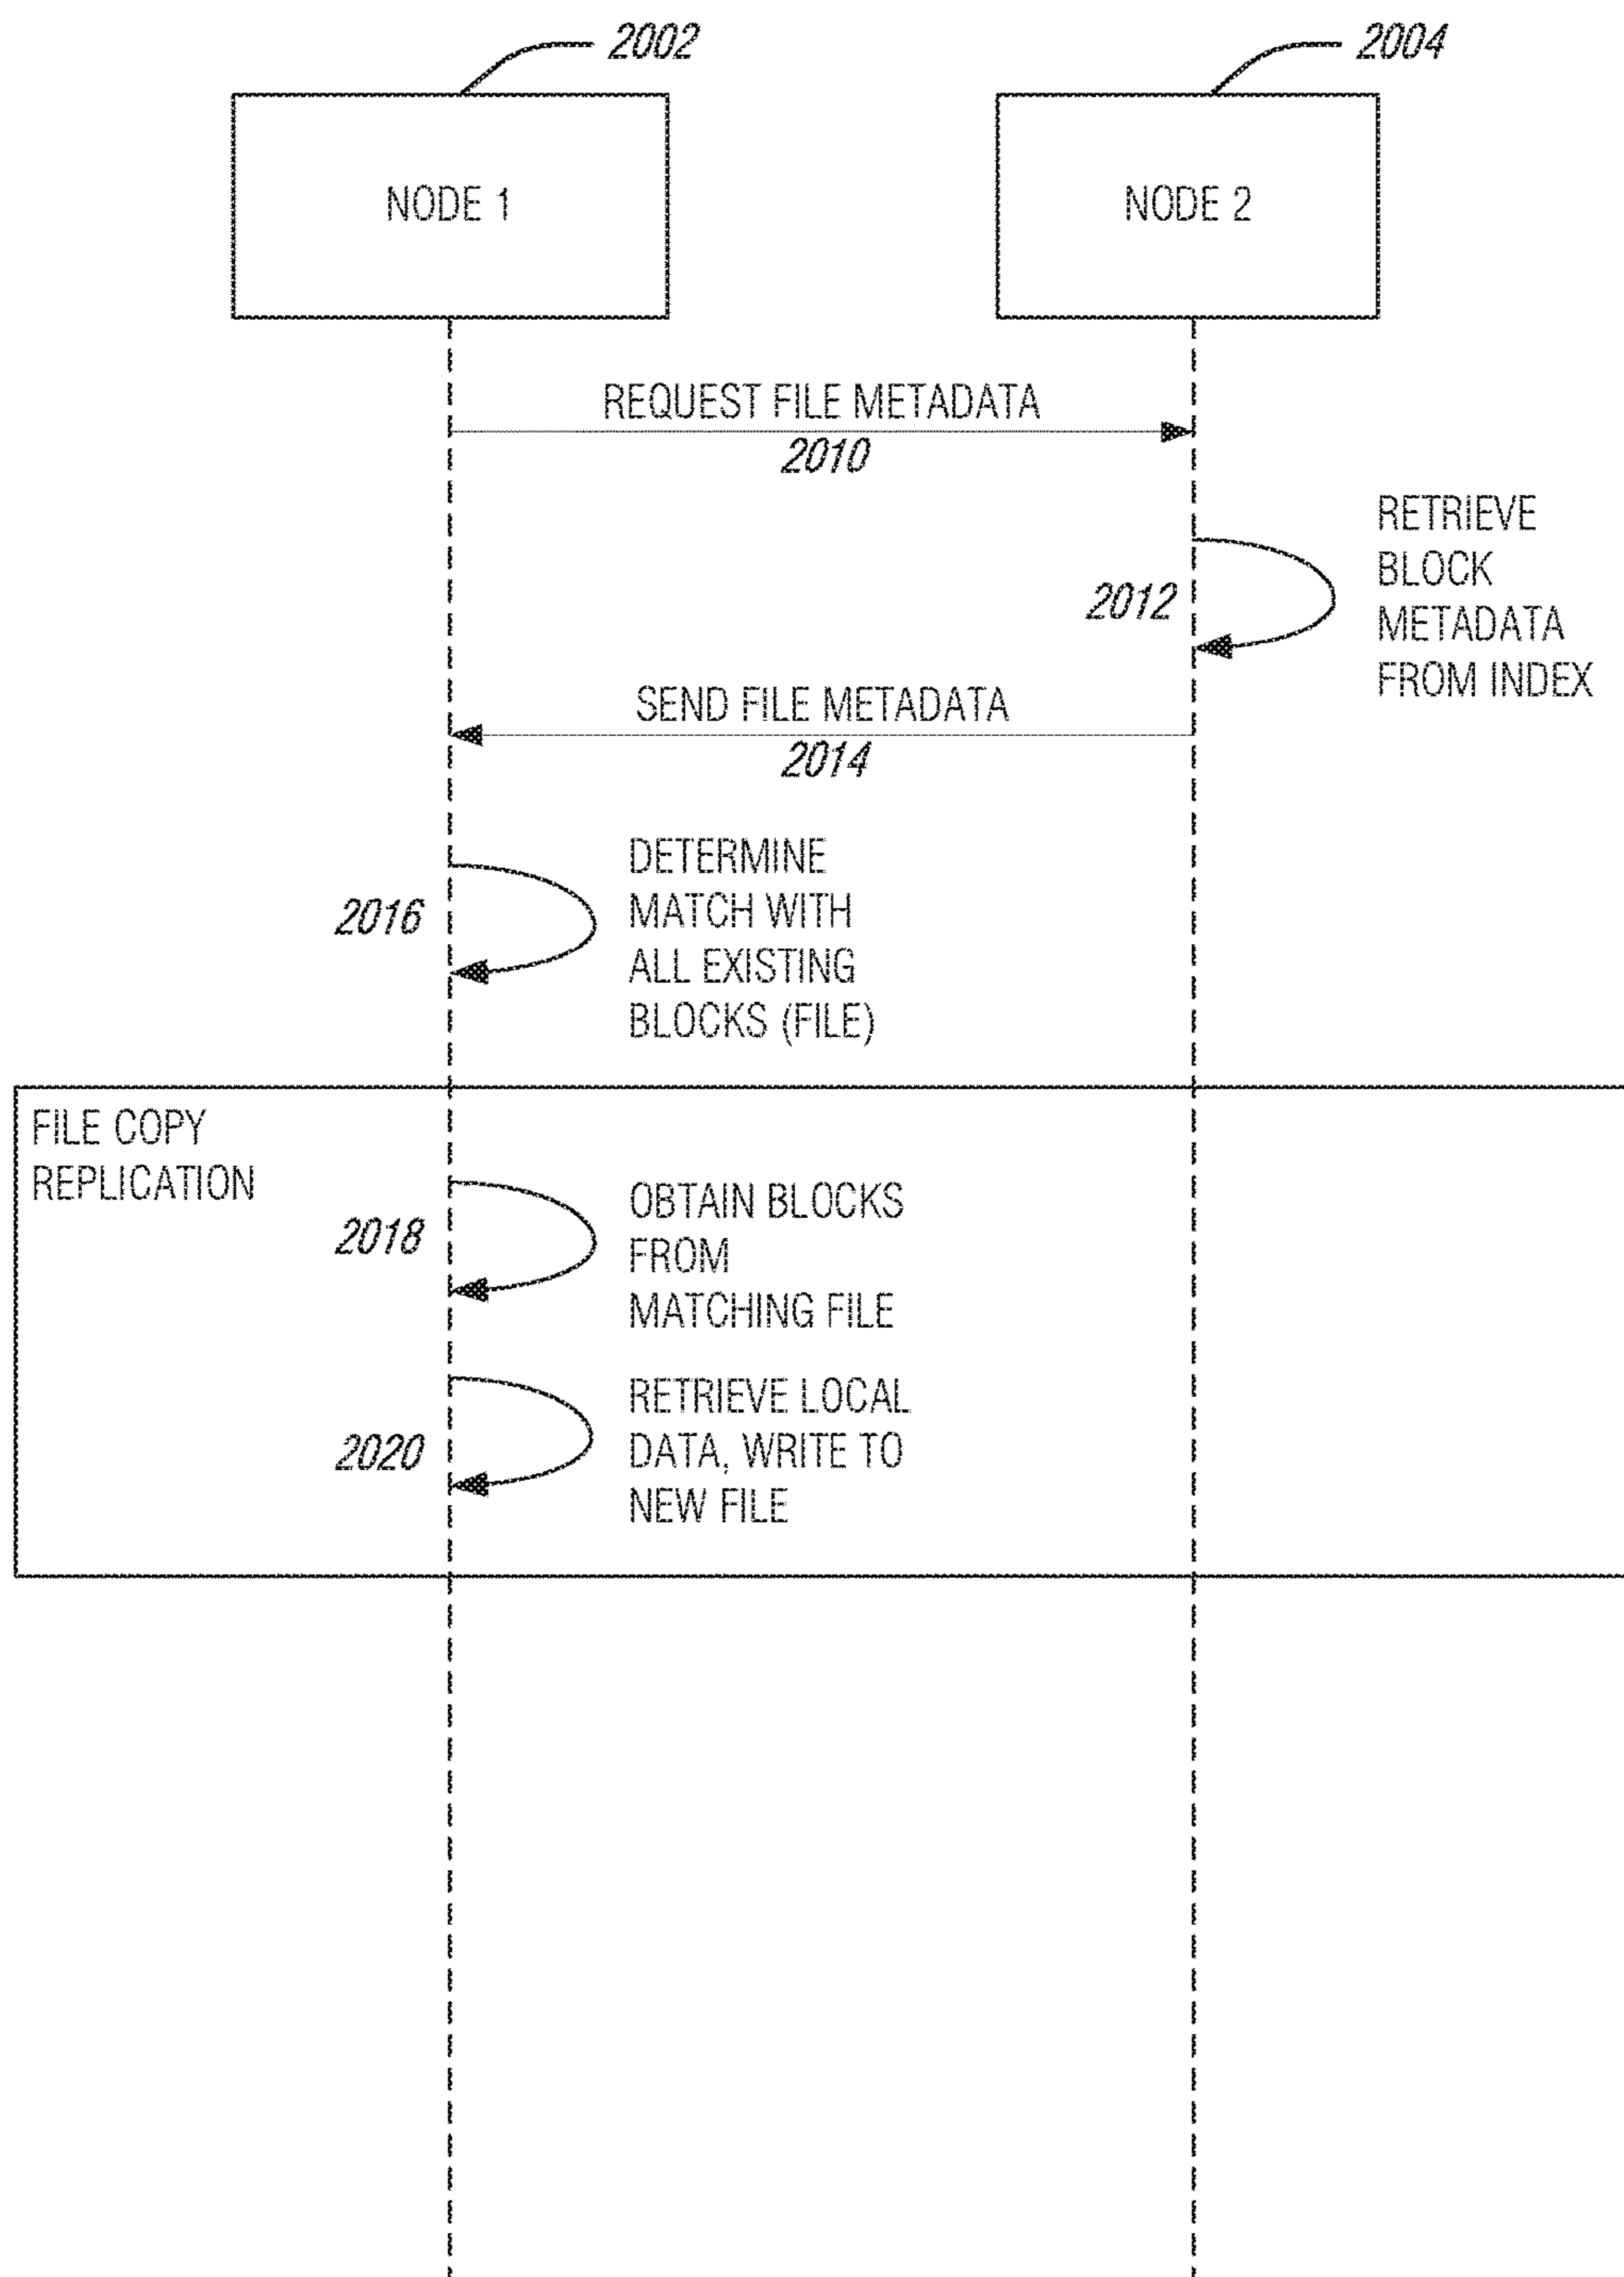 2002
2004
NODE 1
NODE 2
REQUEST FILE METADATA
2010
RETRIEVE
BLOCK
METADATA
FROM INDEX
2012
SEND FILE METADATA
2014
DETERMINE
MATCH WITH
ALL EXISTING
BLOCKS (FILE)
2016
FILE COPY
REPLICATION
OBTAIN BLOCKS
FROM
MATCHING FILE
2018
RETRIEVE LOCAL
DATA, WRITE TO
NEW FILE
2020